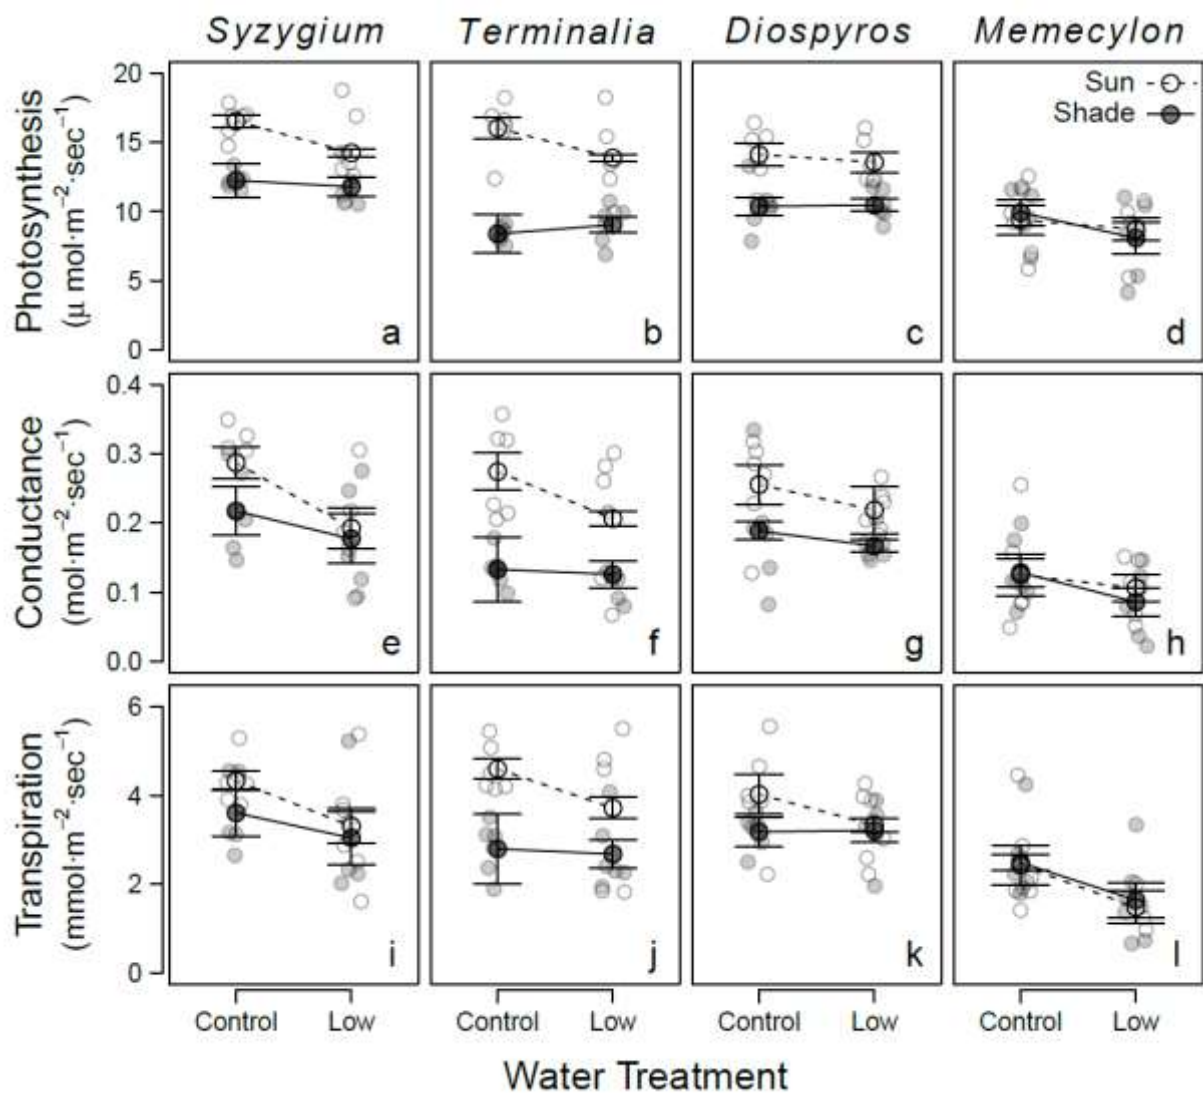 Syzygium Terminalia Diospyros Memecylon
Photosynthesis
(μ mol·m−2·sec−1)
20
15
10
5
0
a
b
c
Sun
Shade
d
Conductance
(mol·m−2·sec−1)
0.4
0.3
0.2
0.1
0.0
e
f
g
h
Transpiration
(mmol·m−2·sec−1)
6
4
2
0
i
j
k
l
Control Low Control Low Control Low Control Low
Water Treatment